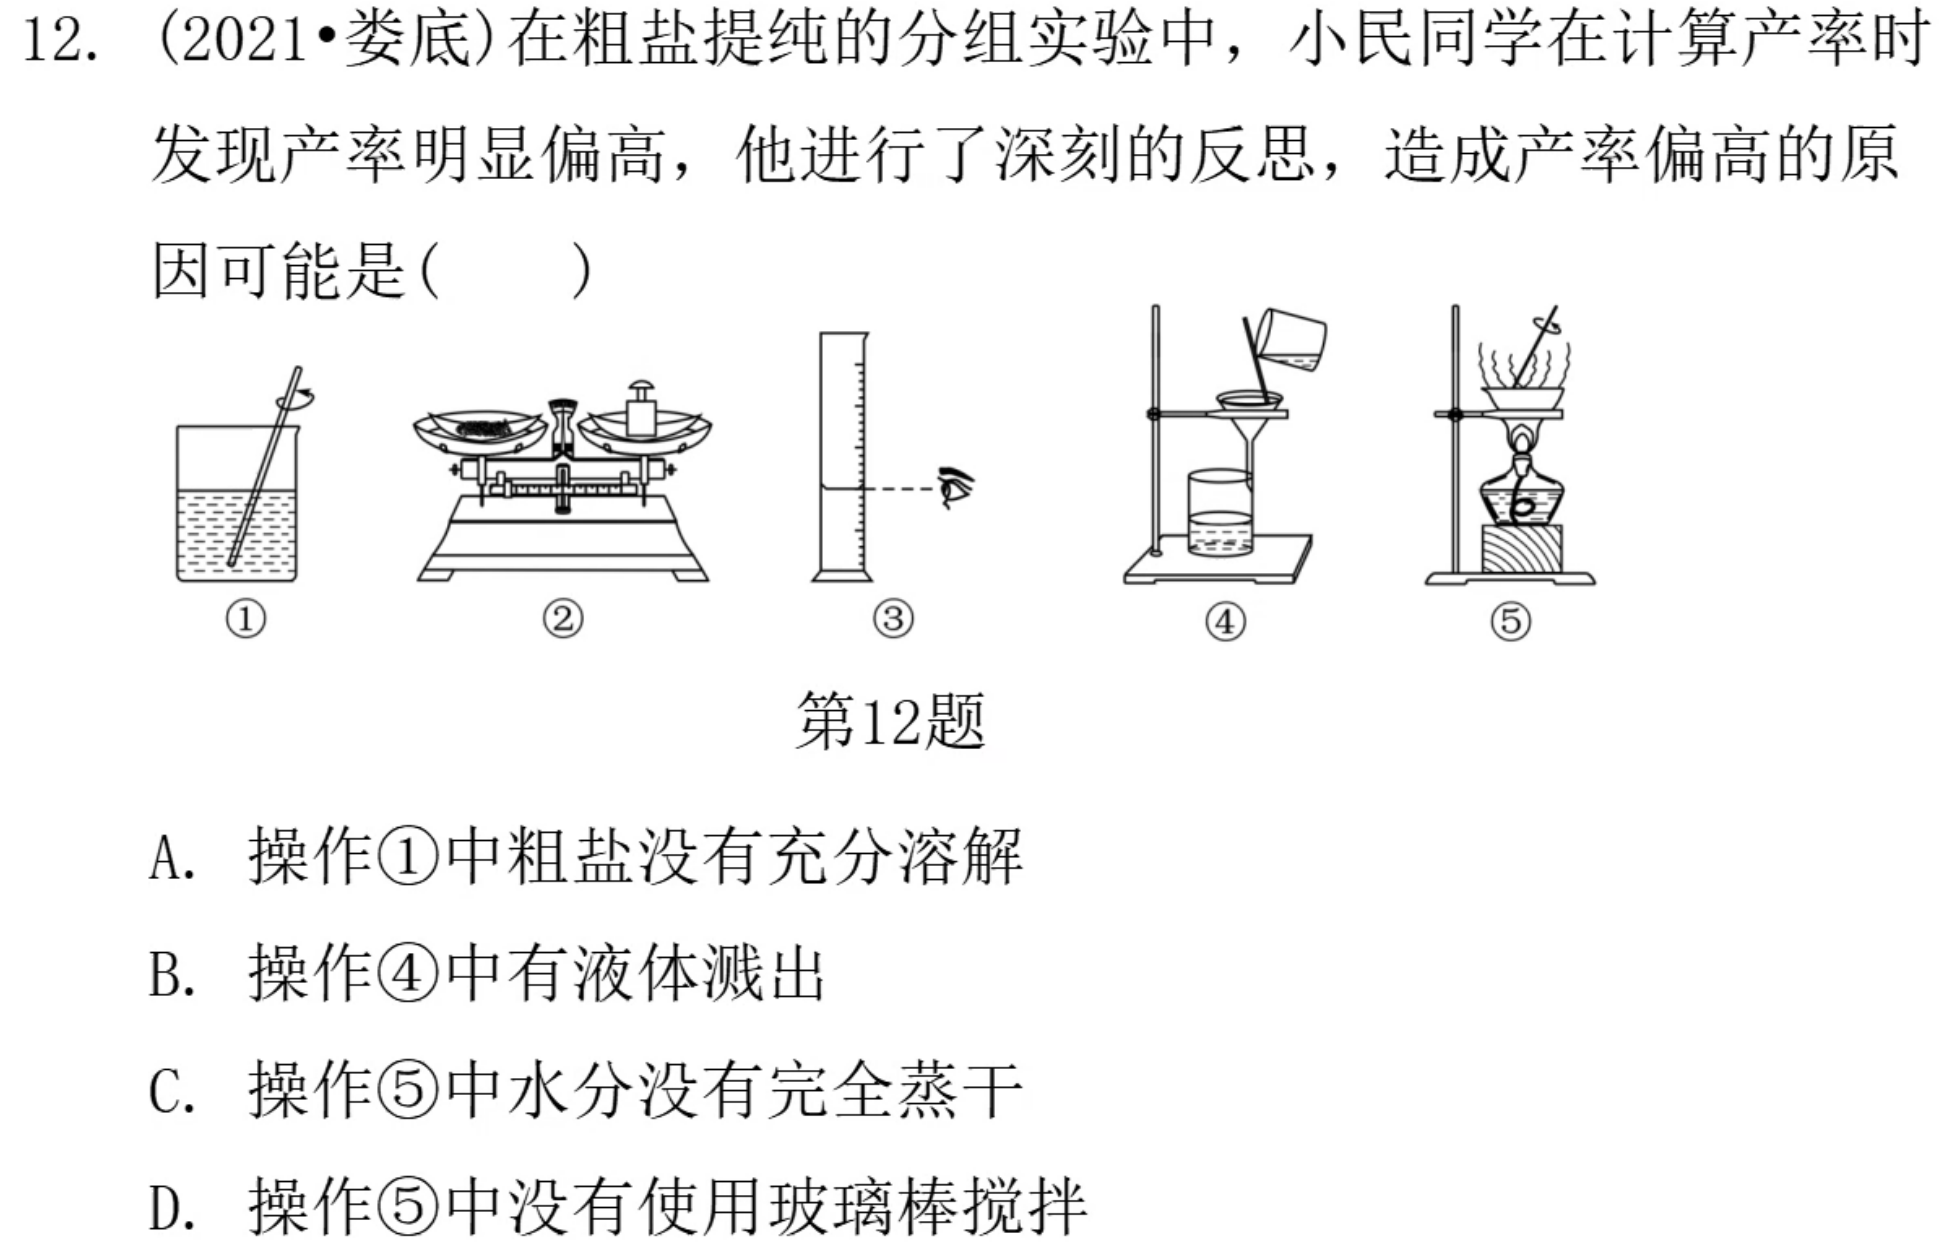 12. (2021•娄底)在粗盐提纯的分组实验中，小民同学在计算产率时
发现产率明显偏高，他进行了深刻的反思，造成产率偏高的原
因可能是(　　)
① ② ③ ④ ⑤
第12题
A. 操作①中粗盐没有充分溶解
B. 操作④中有液体溅出
C. 操作⑤中水分没有完全蒸干
D. 操作⑤中没有使用玻璃棒搅拌